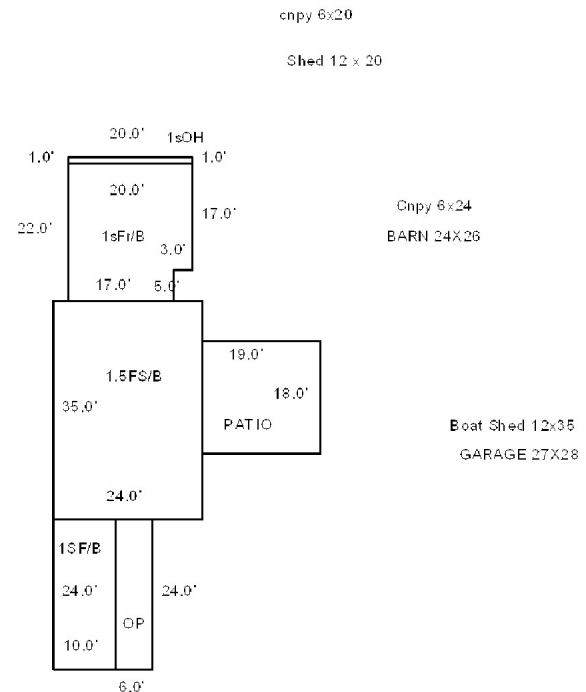 cnpy 6x20
Shed 12 x 20
20.0'
1sOH
1.0'
1.0'
20.0'
22.0'
17.0'
1sFr/B
3.0'
17.0'
5.0'
Cnpy 6x24
BARN 24X26
19.0'
1.5FS/B
18.0'
35.0'
PATIO
Boat Shed 12x35
GARAGE 27X28
24.0'
1SF/B
24.0'
24.0'
OP
10.0'
6.0'